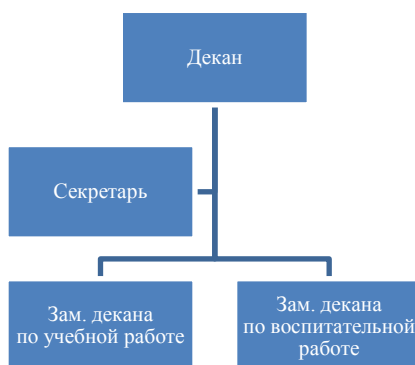 Декан
Секретарь
Зам. декана
по учебной работе
Зам. декана
по воспитательной
работе